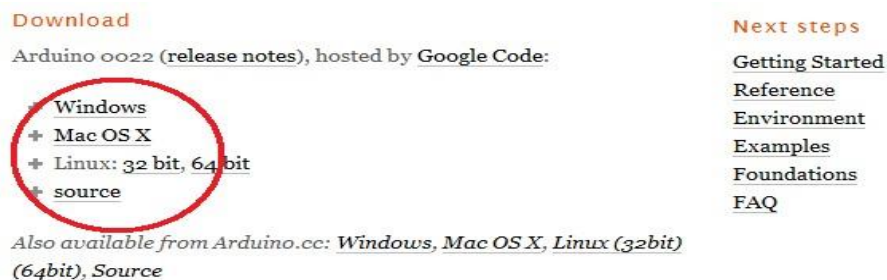 Download
Arduino 0022 (release notes), hosted by Google Code:
+ Windows
+ Mac OS X
+ Linux: 32 bit, 64 bit
+ source
Also available from Arduino.cc: Windows, Mac OS X, Linux (32bit)
(64bit), Source
Next steps
Getting Started
Reference
Environment
Examples
Foundations
FAQ